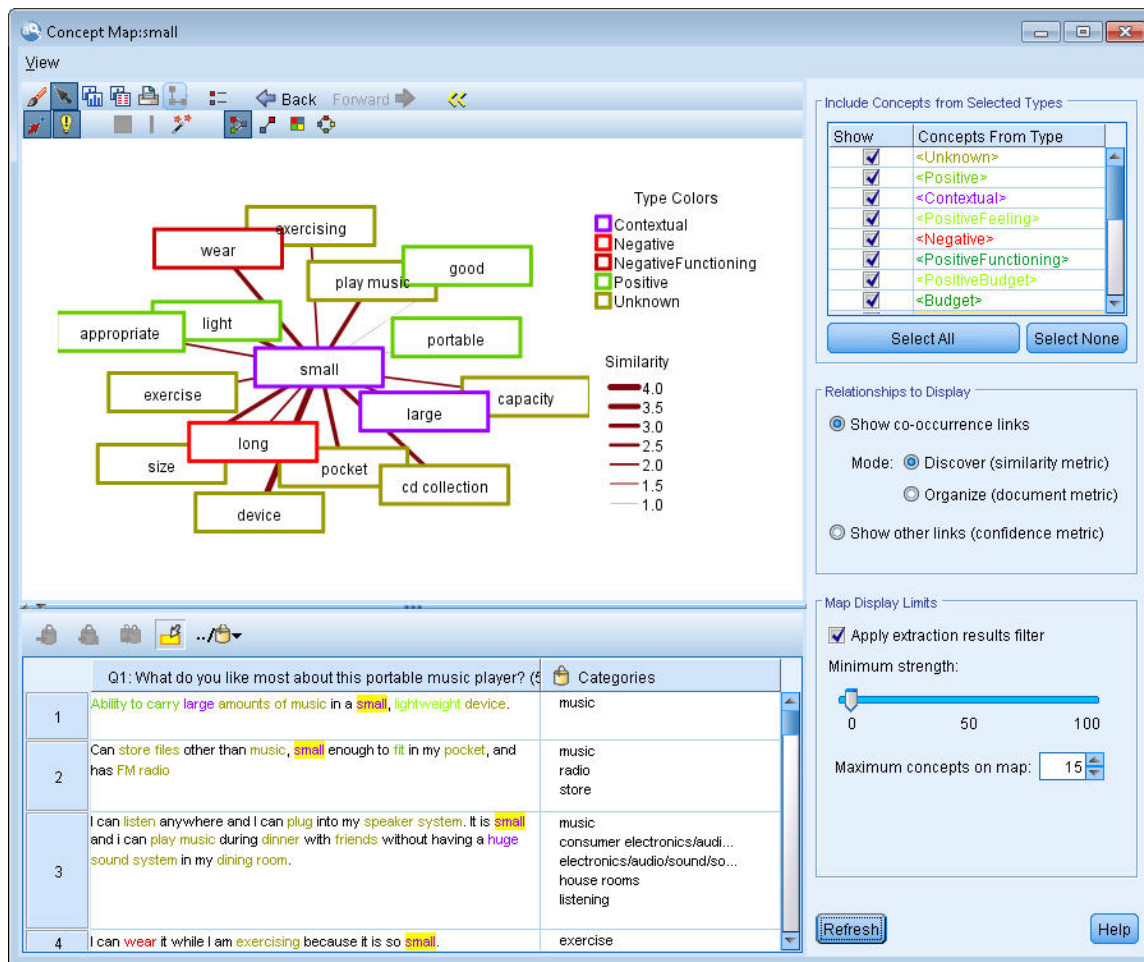 Concept Map:small
View
Back Forward
exercising
wear
good
play music
light
appropriate
portable
small
exercise
capacity
large
long
size
pocket
cd collection
device
Type Colors
Contextual
Negative
NegativeFunctioning
Positive
Unknown
Similarity
4.0
3.5
3.0
2.5
2.0
1.5
1.0
Include Concepts from Selected Types
Show Concepts From Type
<Unknown>
<Positive>
<Contextual>
<PositiveFeeling>
<Negative>
<PositiveFunctioning>
<PositiveBudget>
<Budget>
Select All Select None
Relationships to Display
Show co-occurrence links
Mode: Discover (similarity metric)
Organize (document metric)
Show other links (confidence metric)
Map Display Limits
Apply extraction results filter
Minimum strength:
0 50 100
Maximum concepts on map: 15
Refresh Help
../
Q1: What do you like most about this portable music player? (5 Categories
1
Ability to carry large amounts of music in a small, lightweight device.
music
2
Can store files other than music, small enough to fit in my pocket, and
has FM radio
music
radio
store
3
I can listen anywhere and I can plug into my speaker system. It is small
and i can play music during dinner with friends without having a huge
sound system in my dining room.
music
consumer electronics/audi...
electronics/audio/sound/so...
house rooms
listening
4
I can wear it while I am exercising because it is so small.
exercise